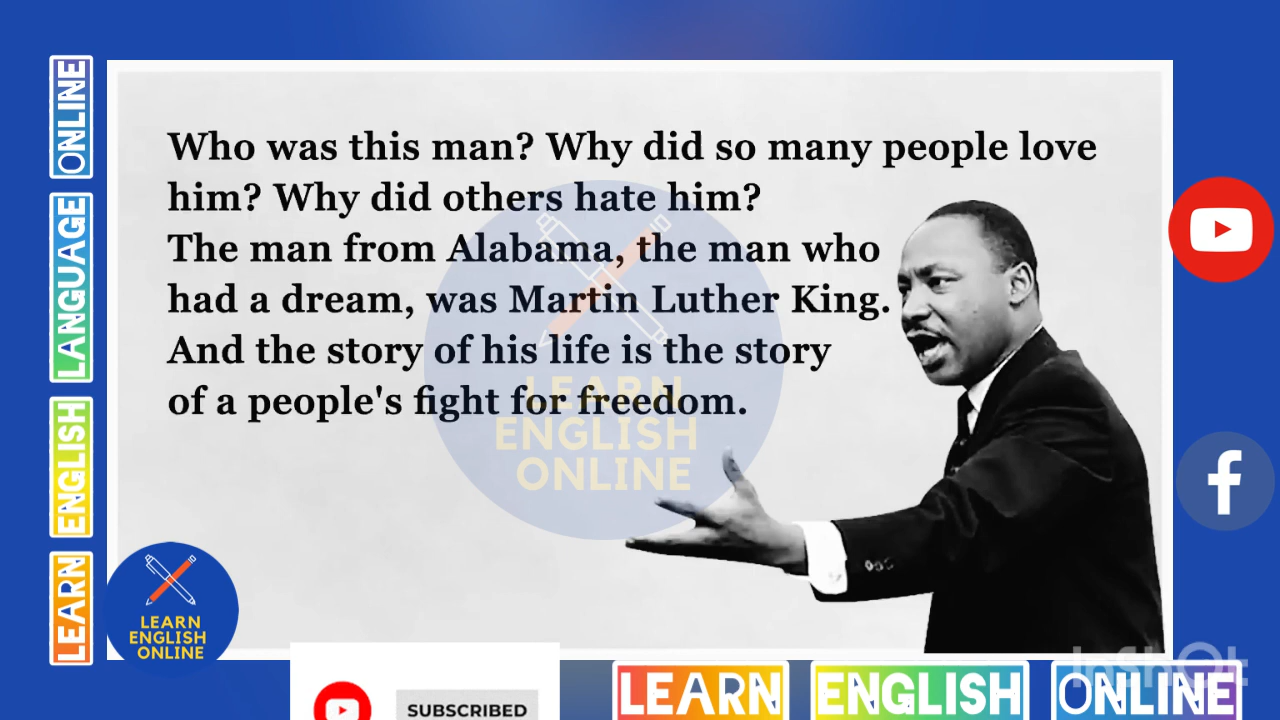 Who was this man? Why did so many people love
him? Why did others hate him?
The man from Alabama, the man who
had a dream, was Martin Luther King.
And the story of his life is the story
of a people's fight for freedom.
LEARN
ENGLISH
ONLINE
LEARN ENGLISH LANGUAGE ONLINE
LEARN
ENGLISH
ONLINE
SUBSCRIBED
LEARN ENGLISH ONLINE
InShOt